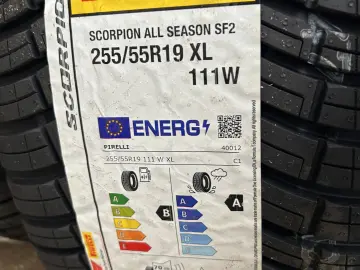 SCORPION
SCORPION ALL SEASON SF2
255/55R19 XL
111W
ENERG
PIRELLI
40012
255/55R19 111 W XL
C1
A
B
C
D
E
B
A
B
C
D
E
A